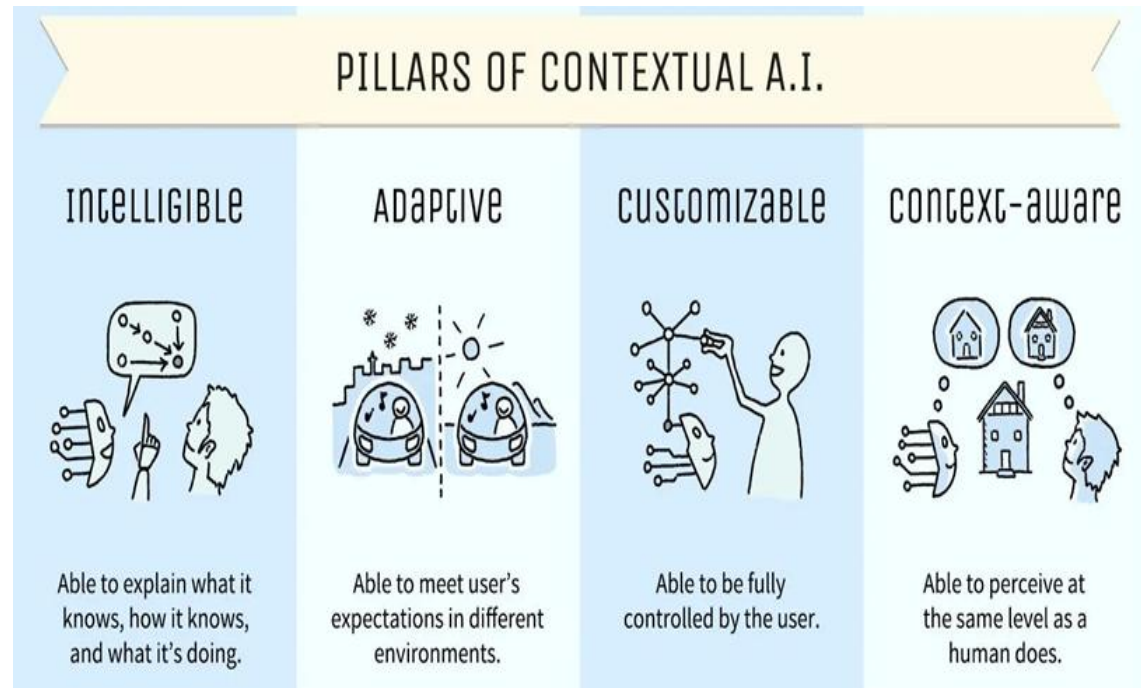 PILLARS OF CONTEXTUAL A.I.
INTELLIGIBLE
ADAPTIVE
CUSTOMIZABLE
CONTEXT-AWARE
Able to explain what it
knows, how it knows,
and what it's doing.
Able to meet user's
expectations in different
environments.
Able to be fully
controlled by the user.
Able to perceive at
the same level as a
human does.